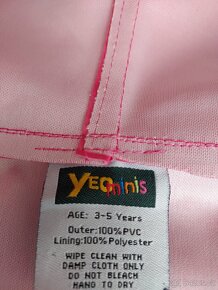 YEOminis
AGE: 3-5 Years
Outer:100%PVC
Lining:100%Polyester
WIPE CLEAN WITH
DAMP CLOTH ONLY
DO NOT BLEACH
HANG TO DRY